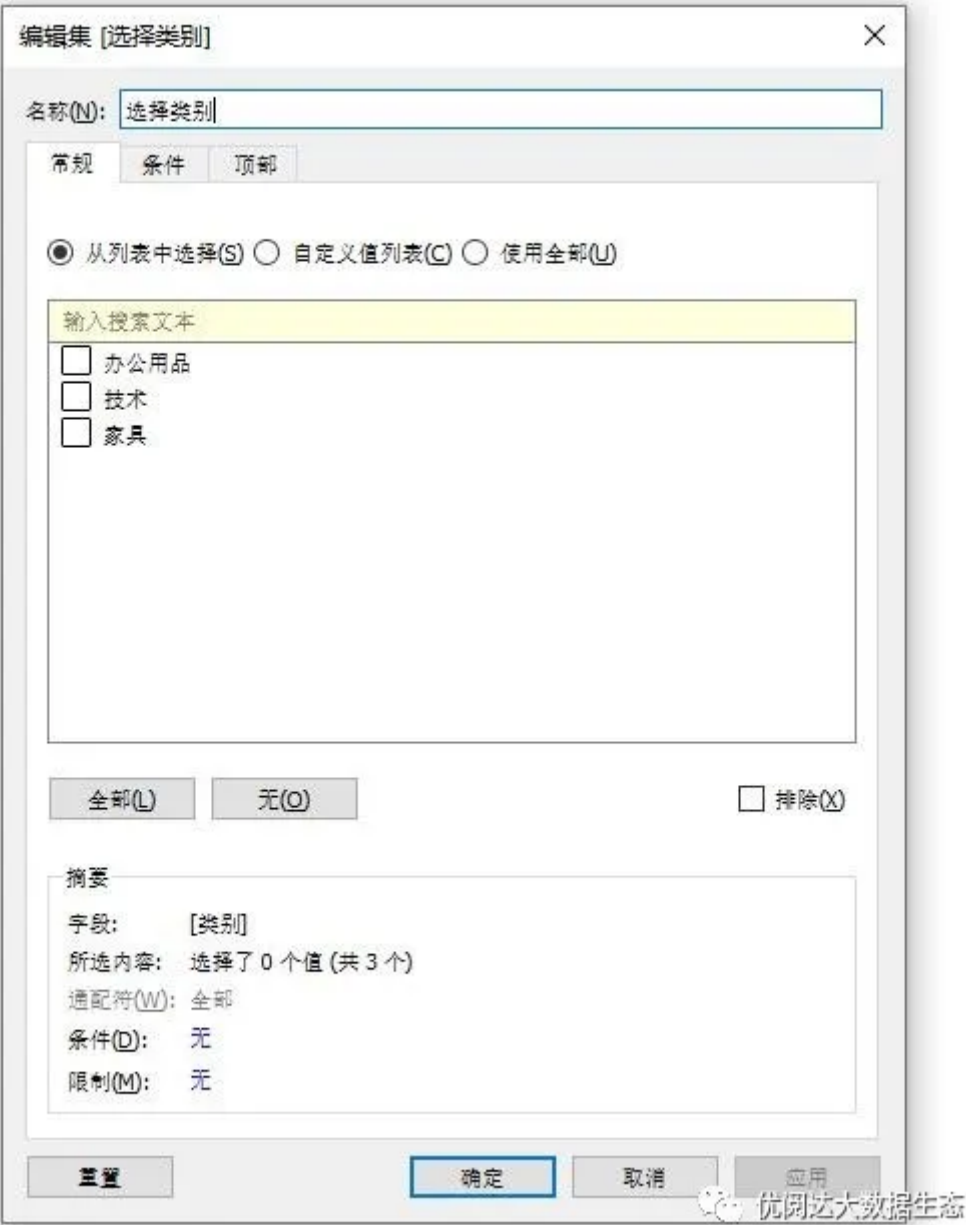 编辑集 [选择类别]
名称(N): 选择类别
常规 条件 顶部
从列表中选择(S) 自定义值列表(C) 使用全部(U)
输入搜索文本
办公用品
技术
家具
全部(L) 无(O) 排除(X)
摘要
字段: [类别]
所选内容: 选择了 0 个值 (共 3 个)
通配符(W): 全部
条件(D): 无
限制(M): 无
重置 确定 取消 应用
优阅达大数据生态